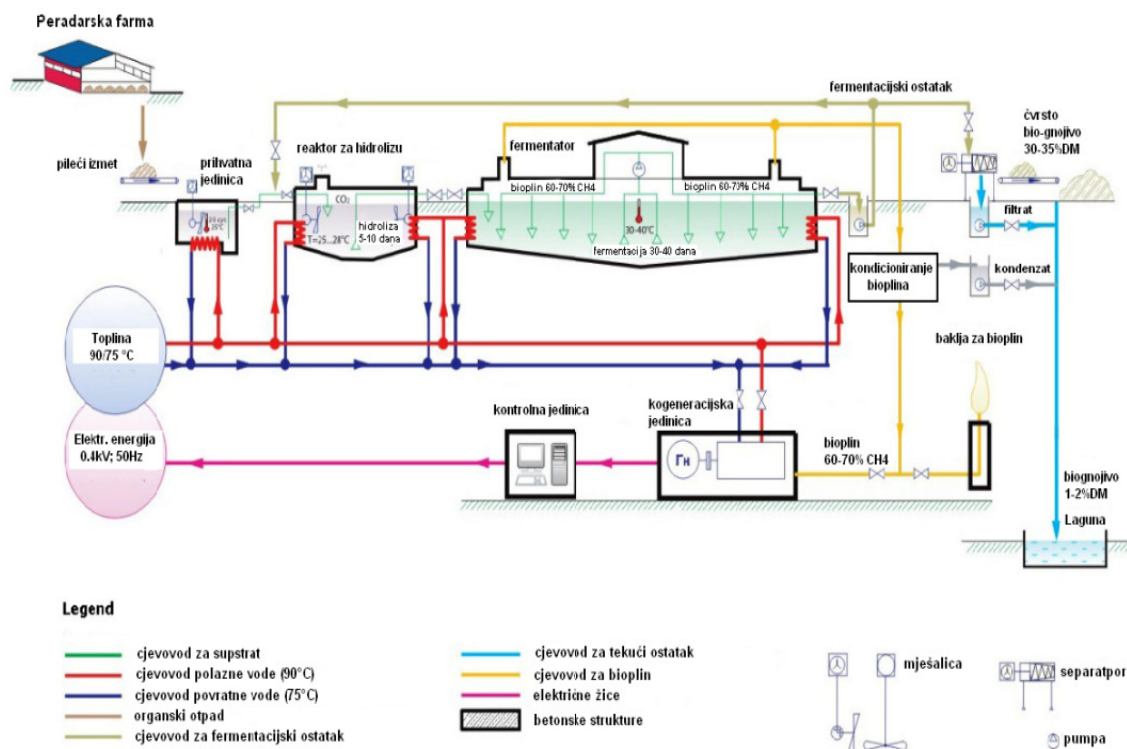 Peradarska farma
pileći izmet
prihvatna
jedinica
reaktor za hidrolizu
CO₂
hidroliza
5-10 dana
T=25...28°C
fermentator
bioplin 60-70% CH4
bioplin 60-70% CH4
30-40°C
fermentacija 30-40 dana
fermentacijski ostatak
čvrsto
bio-gnojivo
30-35%DM
filtrat
kondicioniranje
bioplina
kondenzat
Toplina
90/75 °C
baklja za bioplin
Elektr. energija
0.4kV; 50Hz
kontrolna jedinica
kogeneracijska
jedinica
Гн
bioplin
60-70% CH4
biognojivo
1-2%DM
Laguna
Legend
cjevovod za supstrat
cjevovod polazne vode (90°C)
cjevovod povratne vode (75°C)
organski otpad
cjevovod za fermentacijski ostatak
cjevovod za tekući ostatak
cjevovod za bioplin
električne žice
betonske strukture
mješalica
separatpor
pumpa